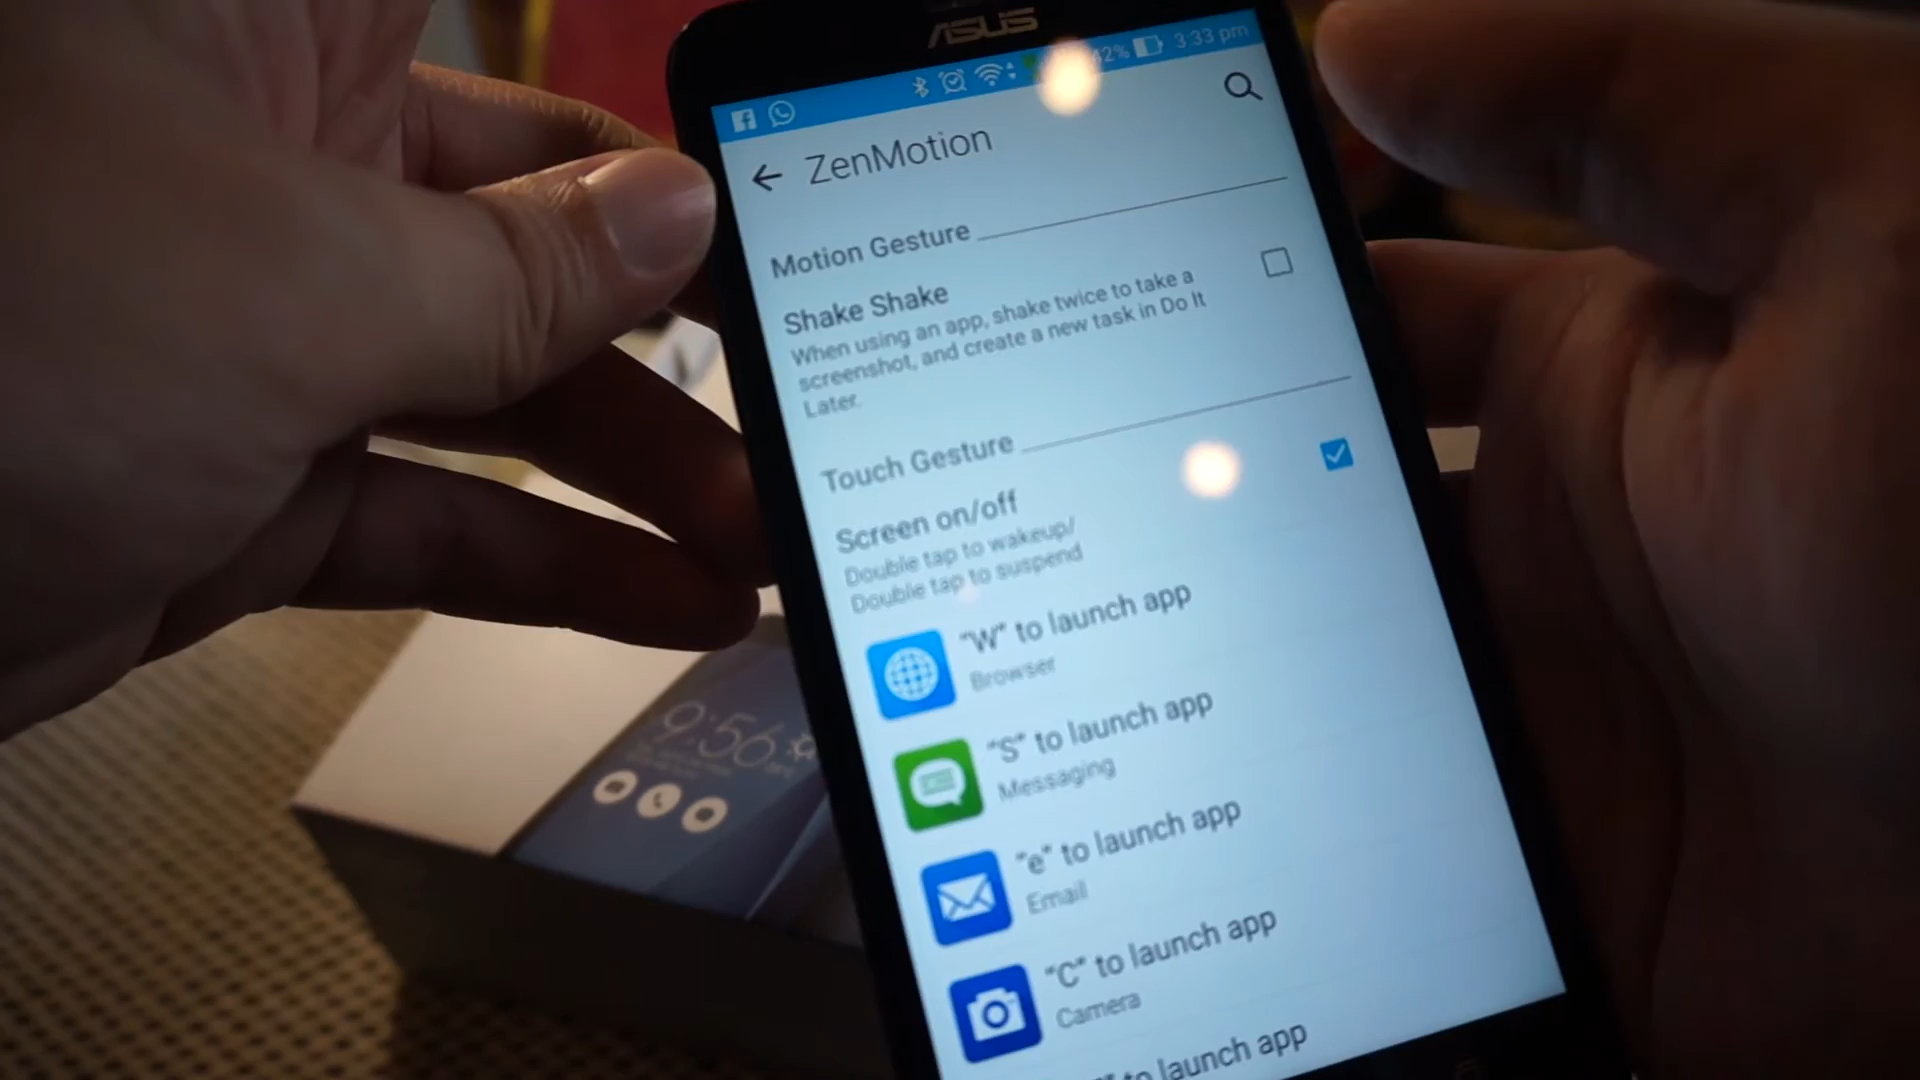 ASUS
42% 3:33 pm
ZenMotion
Motion Gesture
Shake Shake
When using an app, shake twice to take a
screenshot, and create a new task in Do It
Later.
Touch Gesture
Screen on/off
Double tap to wakeup/
Double tap to suspend
"W" to launch app
Browser
"S" to launch app
Messaging
"e" to launch app
Email
"C" to launch app
Camera
to launch app
9:56